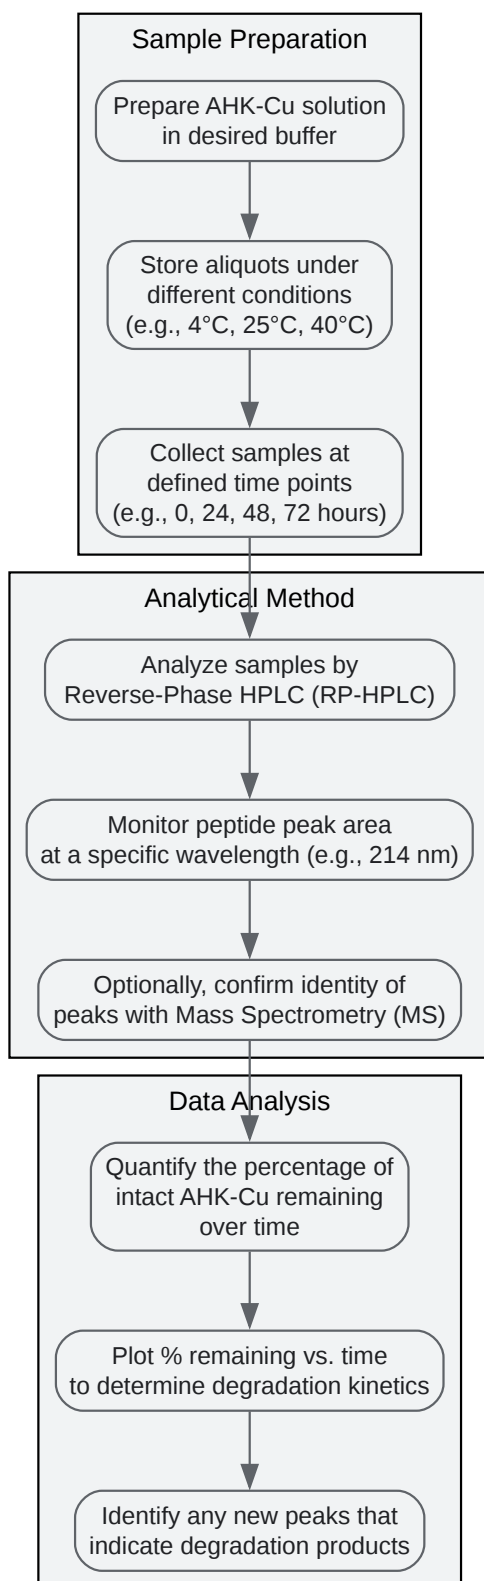 Sample Preparation
Prepare AHK-Cu solution
in desired buffer
Store aliquots under
different conditions
(e.g., 4°C, 25°C, 40°C)
Collect samples at
defined time points
(e.g., 0, 24, 48, 72 hours)
Analytical Method
Analyze samples by
Reverse-Phase HPLC (RP-HPLC)
Monitor peptide peak area
at a specific wavelength (e.g., 214 nm)
Optionally, confirm identity of
peaks with Mass Spectrometry (MS)
Data Analysis
Quantify the percentage of
intact AHK-Cu remaining
over time
Plot % remaining vs. time
to determine degradation kinetics
Identify any new peaks that
indicate degradation products